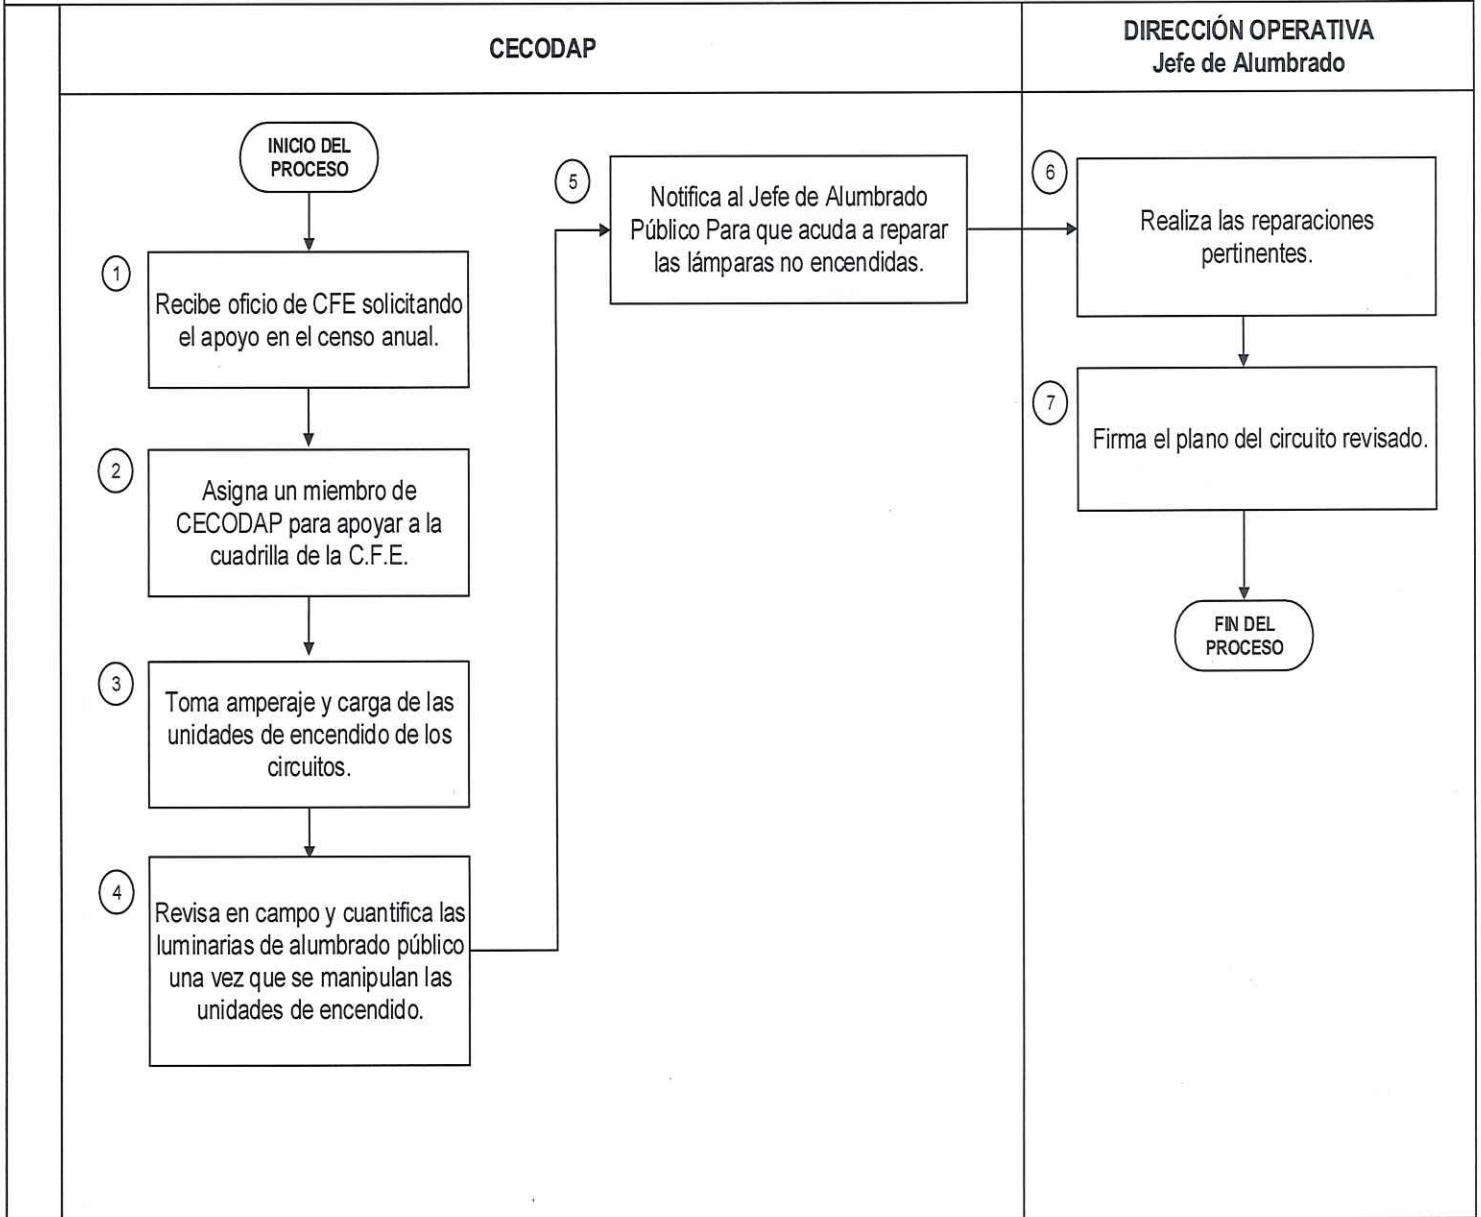 CECODAP
DIRECCIÓN OPERATIVA
Jefe de Alumbrado
INICIO DEL
PROCESO
1
Recibe oficio de CFE solicitando
el apoyo en el censo anual.
2
Asigna un miembro de
CECODAP para apoyar a la
cuadrilla de la C.F.E.
3
Toma amperaje y carga de las
unidades de encendido de los
circuitos.
4
Revisa en campo y cuantifica las
luminarias de alumbrado público
una vez que se manipulan las
unidades de encendido.
5
Notifica al Jefe de Alumbrado
Público Para que acuda a reparar
las lámparas no encendidas.
6
Realiza las reparaciones
pertinentes.
7
Firma el plano del circuito revisado.
FIN DEL
PROCESO